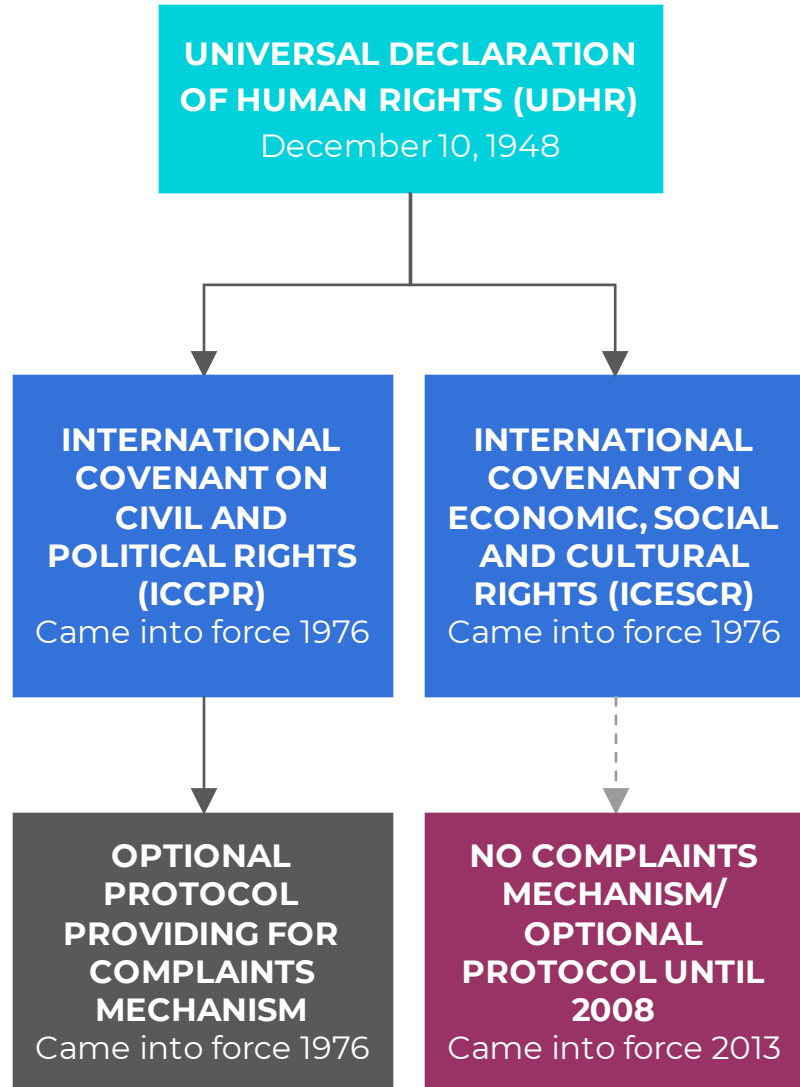 UNIVERSAL DECLARATION
OF HUMAN RIGHTS (UDHR)
December 10, 1948
INTERNATIONAL
COVENANT ON
CIVIL AND
POLITICAL RIGHTS
(ICCPR)
Came into force 1976
INTERNATIONAL
COVENANT ON
ECONOMIC, SOCIAL
AND CULTURAL
RIGHTS (ICESCR)
Came into force 1976
OPTIONAL
PROTOCOL
PROVIDING FOR
COMPLAINTS
MECHANISM
Came into force 1976
NO COMPLAINTS
MECHANISM/
OPTIONAL
PROTOCOL UNTIL
2008
Came into force 2013